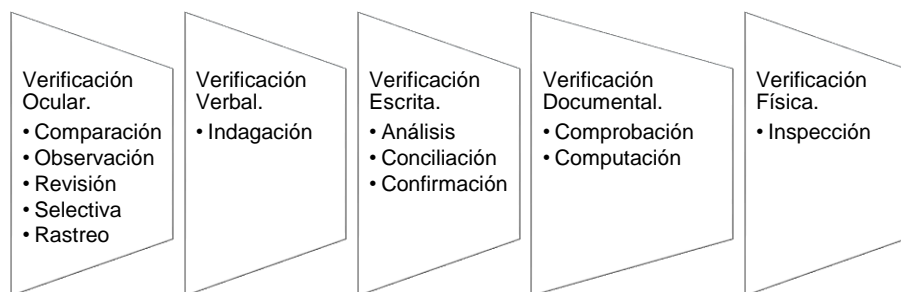 Verificación
Ocular.
• Comparación
• Observación
• Revisión
• Selectiva
• Rastreo
Verificación
Verbal.
• Indagación
Verificación
Escrita.
• Análisis
• Conciliación
• Confirmación
Verificación
Documental.
• Comprobación
• Computación
Verificación
Física.
• Inspección